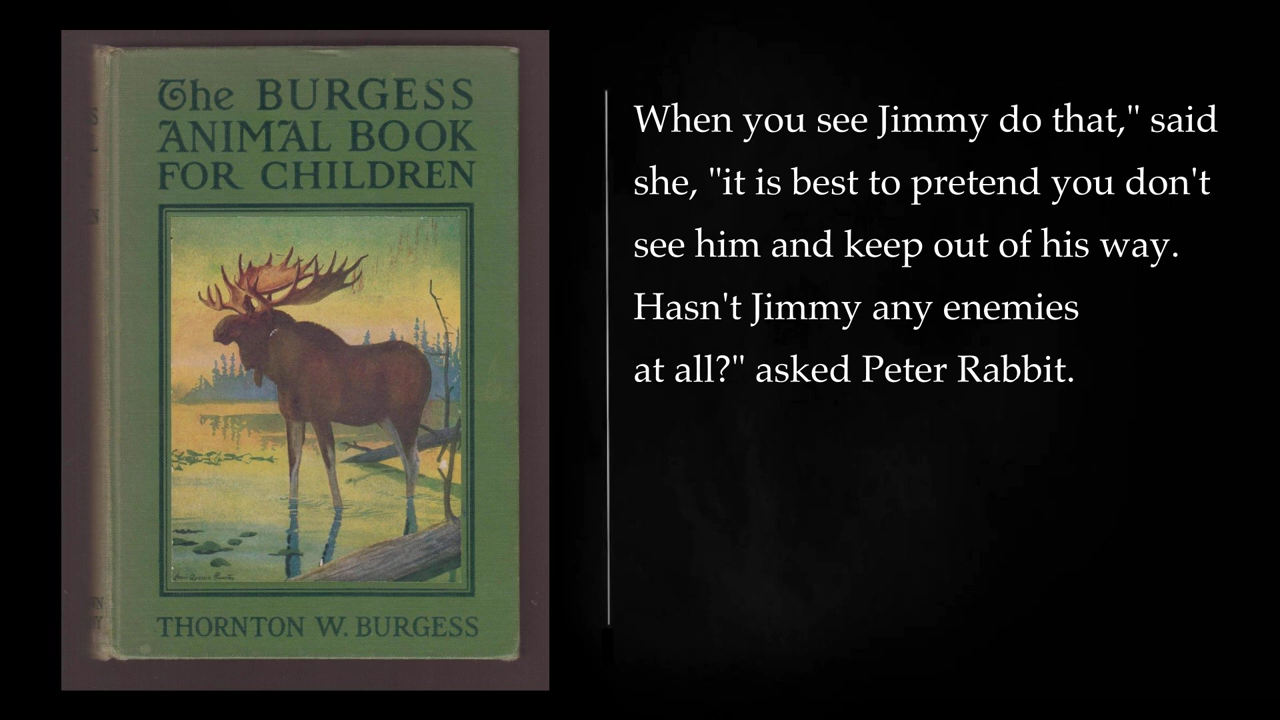 The BURGESS
ANIMAL BOOK
FOR CHILDREN
THORNTON W. BURGESS
When you see Jimmy do that," said
she, "it is best to pretend you don't
see him and keep out of his way.
Hasn't Jimmy any enemies
at all?" asked Peter Rabbit.